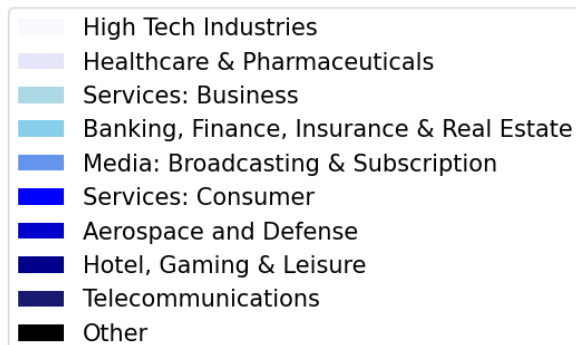 High Tech Industries
Healthcare & Pharmaceuticals
Services: Business
Banking, Finance, Insurance & Real Estate
Media: Broadcasting & Subscription
Services: Consumer
Aerospace and Defense
Hotel, Gaming & Leisure
Telecommunications
Other